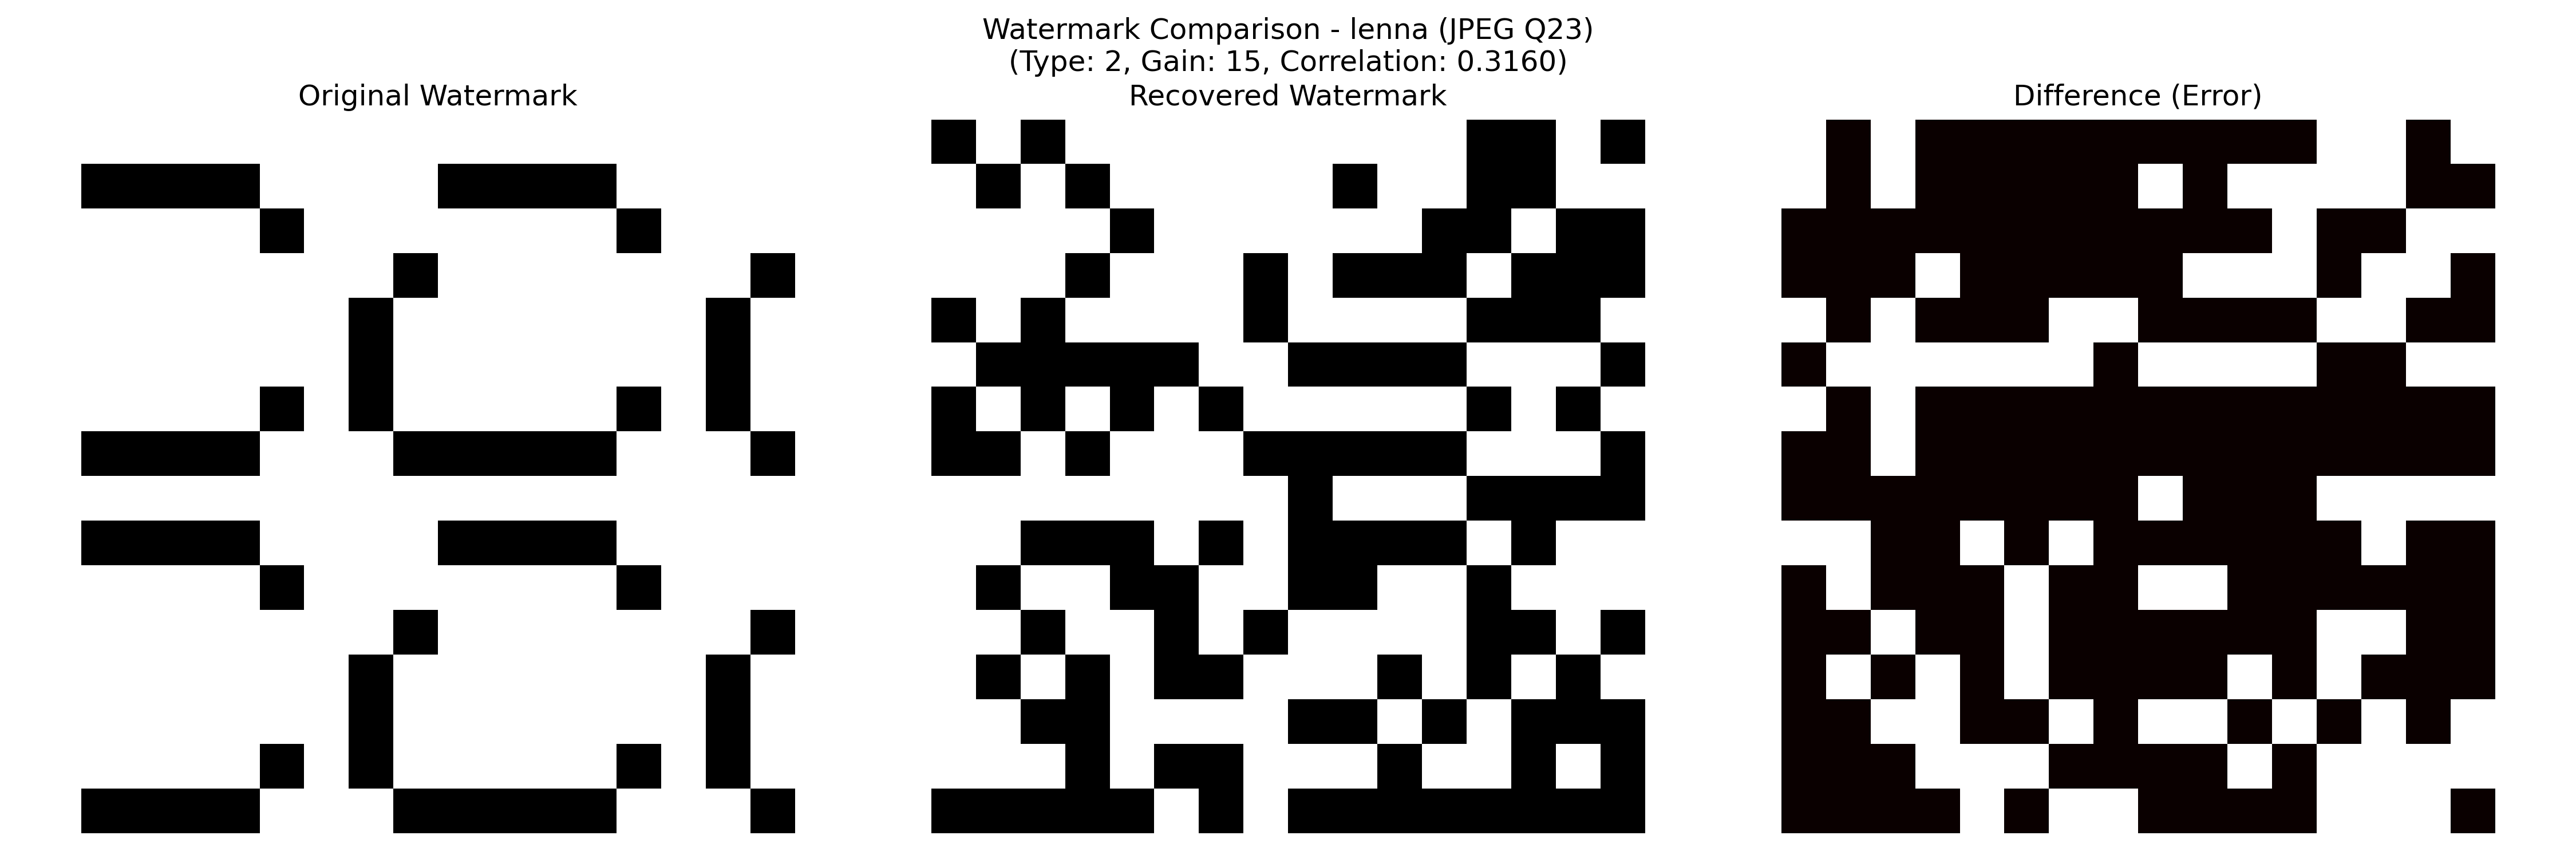 Watermark Comparison - lenna (JPEG Q23)
(Type: 2, Gain: 15, Correlation: 0.3160)
Original Watermark
Recovered Watermark
Difference (Error)